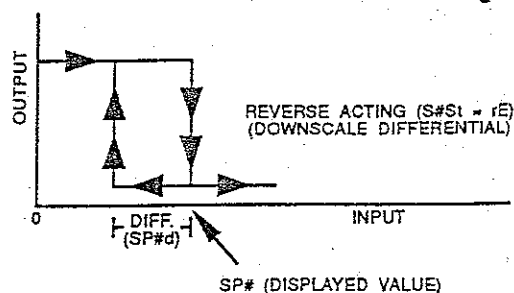 OUTPUT
REVERSE ACTING (S#St = rE)
(DOWNSCALE DIFFERENTIAL)
0
DIFF.
(SP#d)
INPUT
SP# (DISPLAYED VALUE)